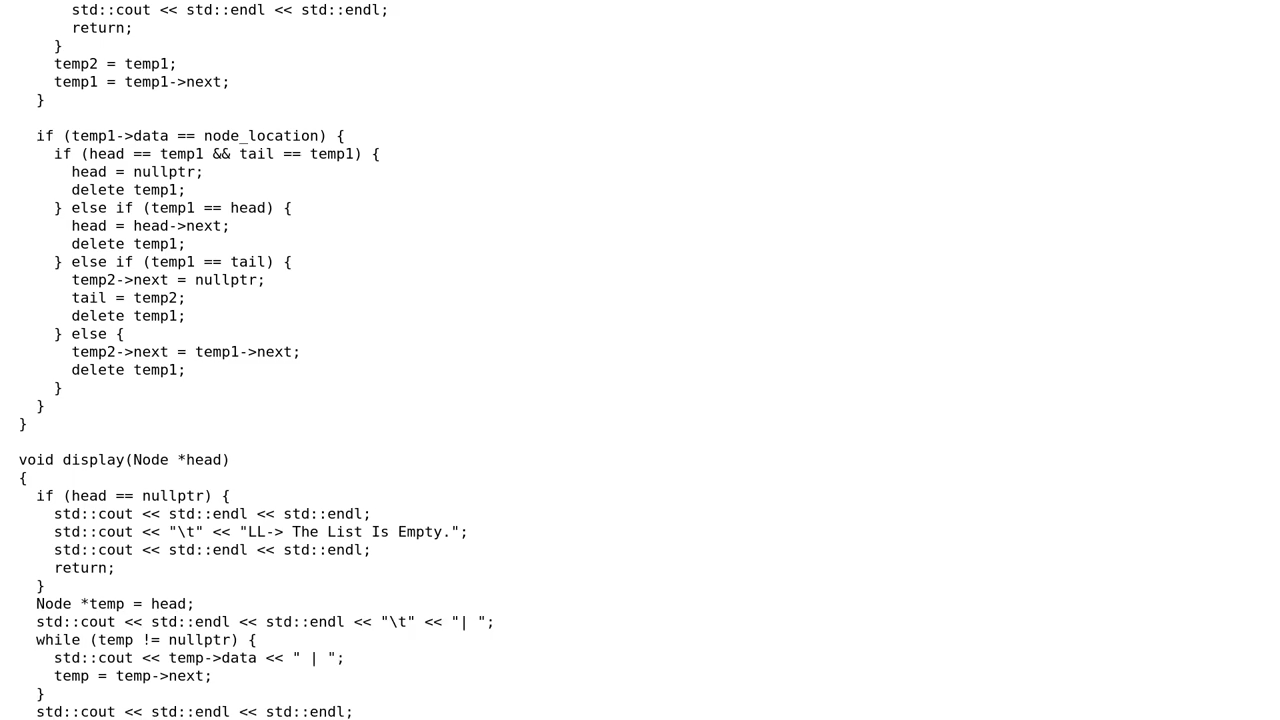 std::cout << std::endl << std::endl;
      return;
    }
    temp2 = temp1;
    temp1 = temp1->next;
  }

  if (temp1->data == node_location) {
    if (head == temp1 && tail == temp1) {
      head = nullptr;
      delete temp1;
    } else if (temp1 == head) {
      head = head->next;
      delete temp1;
    } else if (temp1 == tail) {
      temp2->next = nullptr;
      tail = temp2;
      delete temp1;
    } else {
      temp2->next = temp1->next;
      delete temp1;
    }
  }
}

void display(Node *head)
{
  if (head == nullptr) {
    std::cout << std::endl << std::endl;
    std::cout << "\t" << "LL-> The List Is Empty.";
    std::cout << std::endl << std::endl;
    return;
  }
  Node *temp = head;
  std::cout << std::endl << std::endl << "\t" << "| ";
  while (temp != nullptr) {
    std::cout << temp->data << " | ";
    temp = temp->next;
  }
  std::cout << std::endl << std::endl;